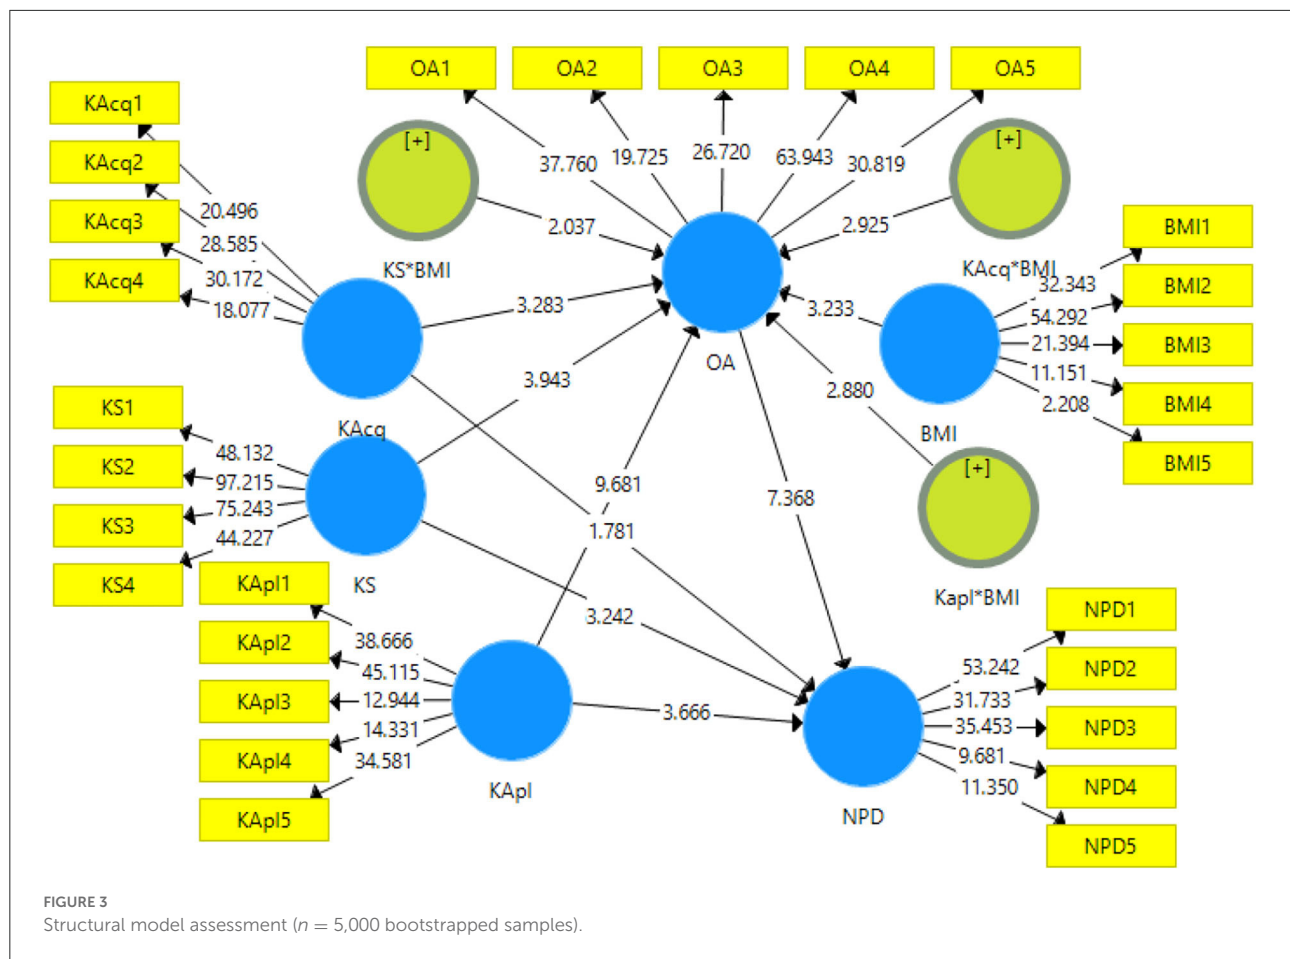 OA1
OA2
OA3
OA4
OA5
KAcq1
KAcq2
KAcq3
KAcq4
20.496
28.585
30.172
18.077
[+]
KS*BMI
37.760
19.725
26.720
63.943
30.819
2.037
2.925
[+]
KAcq*BMI
BMI1
BMI2
BMI3
BMI4
BMI5
32.343
54.292
21.394
11.151
2.208
3.283
3.233
OA
BMI
KAcq
3.943
2.880
[+]
Kapl*BMI
KS1
KS2
KS3
KS4
48.132
97.215
75.243
44.227
KS
9.681
7.368
1.781
3.242
KApl1
KApl2
KApl3
KApl4
KApl5
38.666
45.115
12.944
14.331
34.581
KApl
3.666
NPD
53.242
31.733
35.453
9.681
11.350
NPD1
NPD2
NPD3
NPD4
NPD5
FIGURE 3
Structural model assessment (n = 5,000 bootstrapped samples).